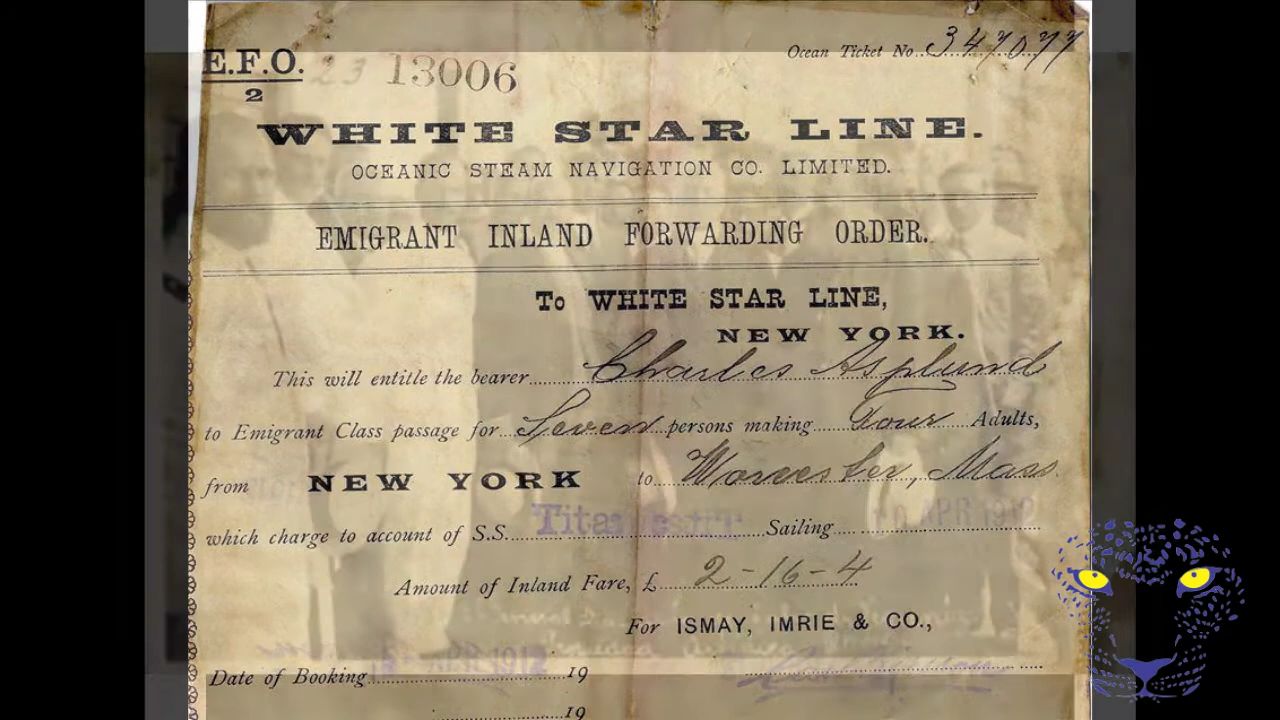 E.F.O.
2
13006
Ocean Ticket No. 347077
WHITE STAR LINE.
OCEANIC STEAM NAVIGATION CO. LIMITED.
EMIGRANT INLAND FORWARDING ORDER.
To WHITE STAR LINE,
NEW YORK.
This will entitle the bearer Charles Asplund
to Emigrant Class passage for Seven persons making Four Adults,
from NEW YORK to Worcester, Mass
which charge to account of S.S. Sailing APR 1912
Amount of Inland Fare, £ 2-16-4
For ISMAY, IMRIE & CO.,
Date of Booking APR 1912 19
19